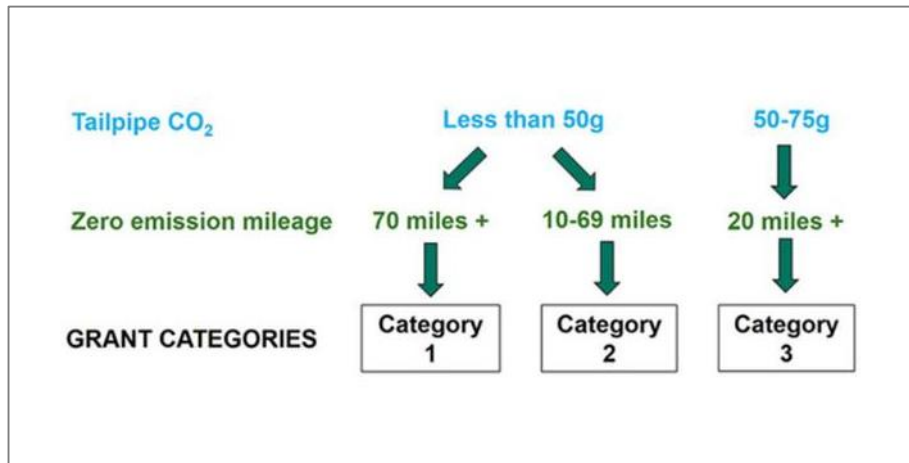 Tailpipe CO₂ Less than 50g 50-75g
Zero emission mileage 70 miles + 10-69 miles 20 miles +
GRANT CATEGORIES
Category
1
Category
2
Category
3